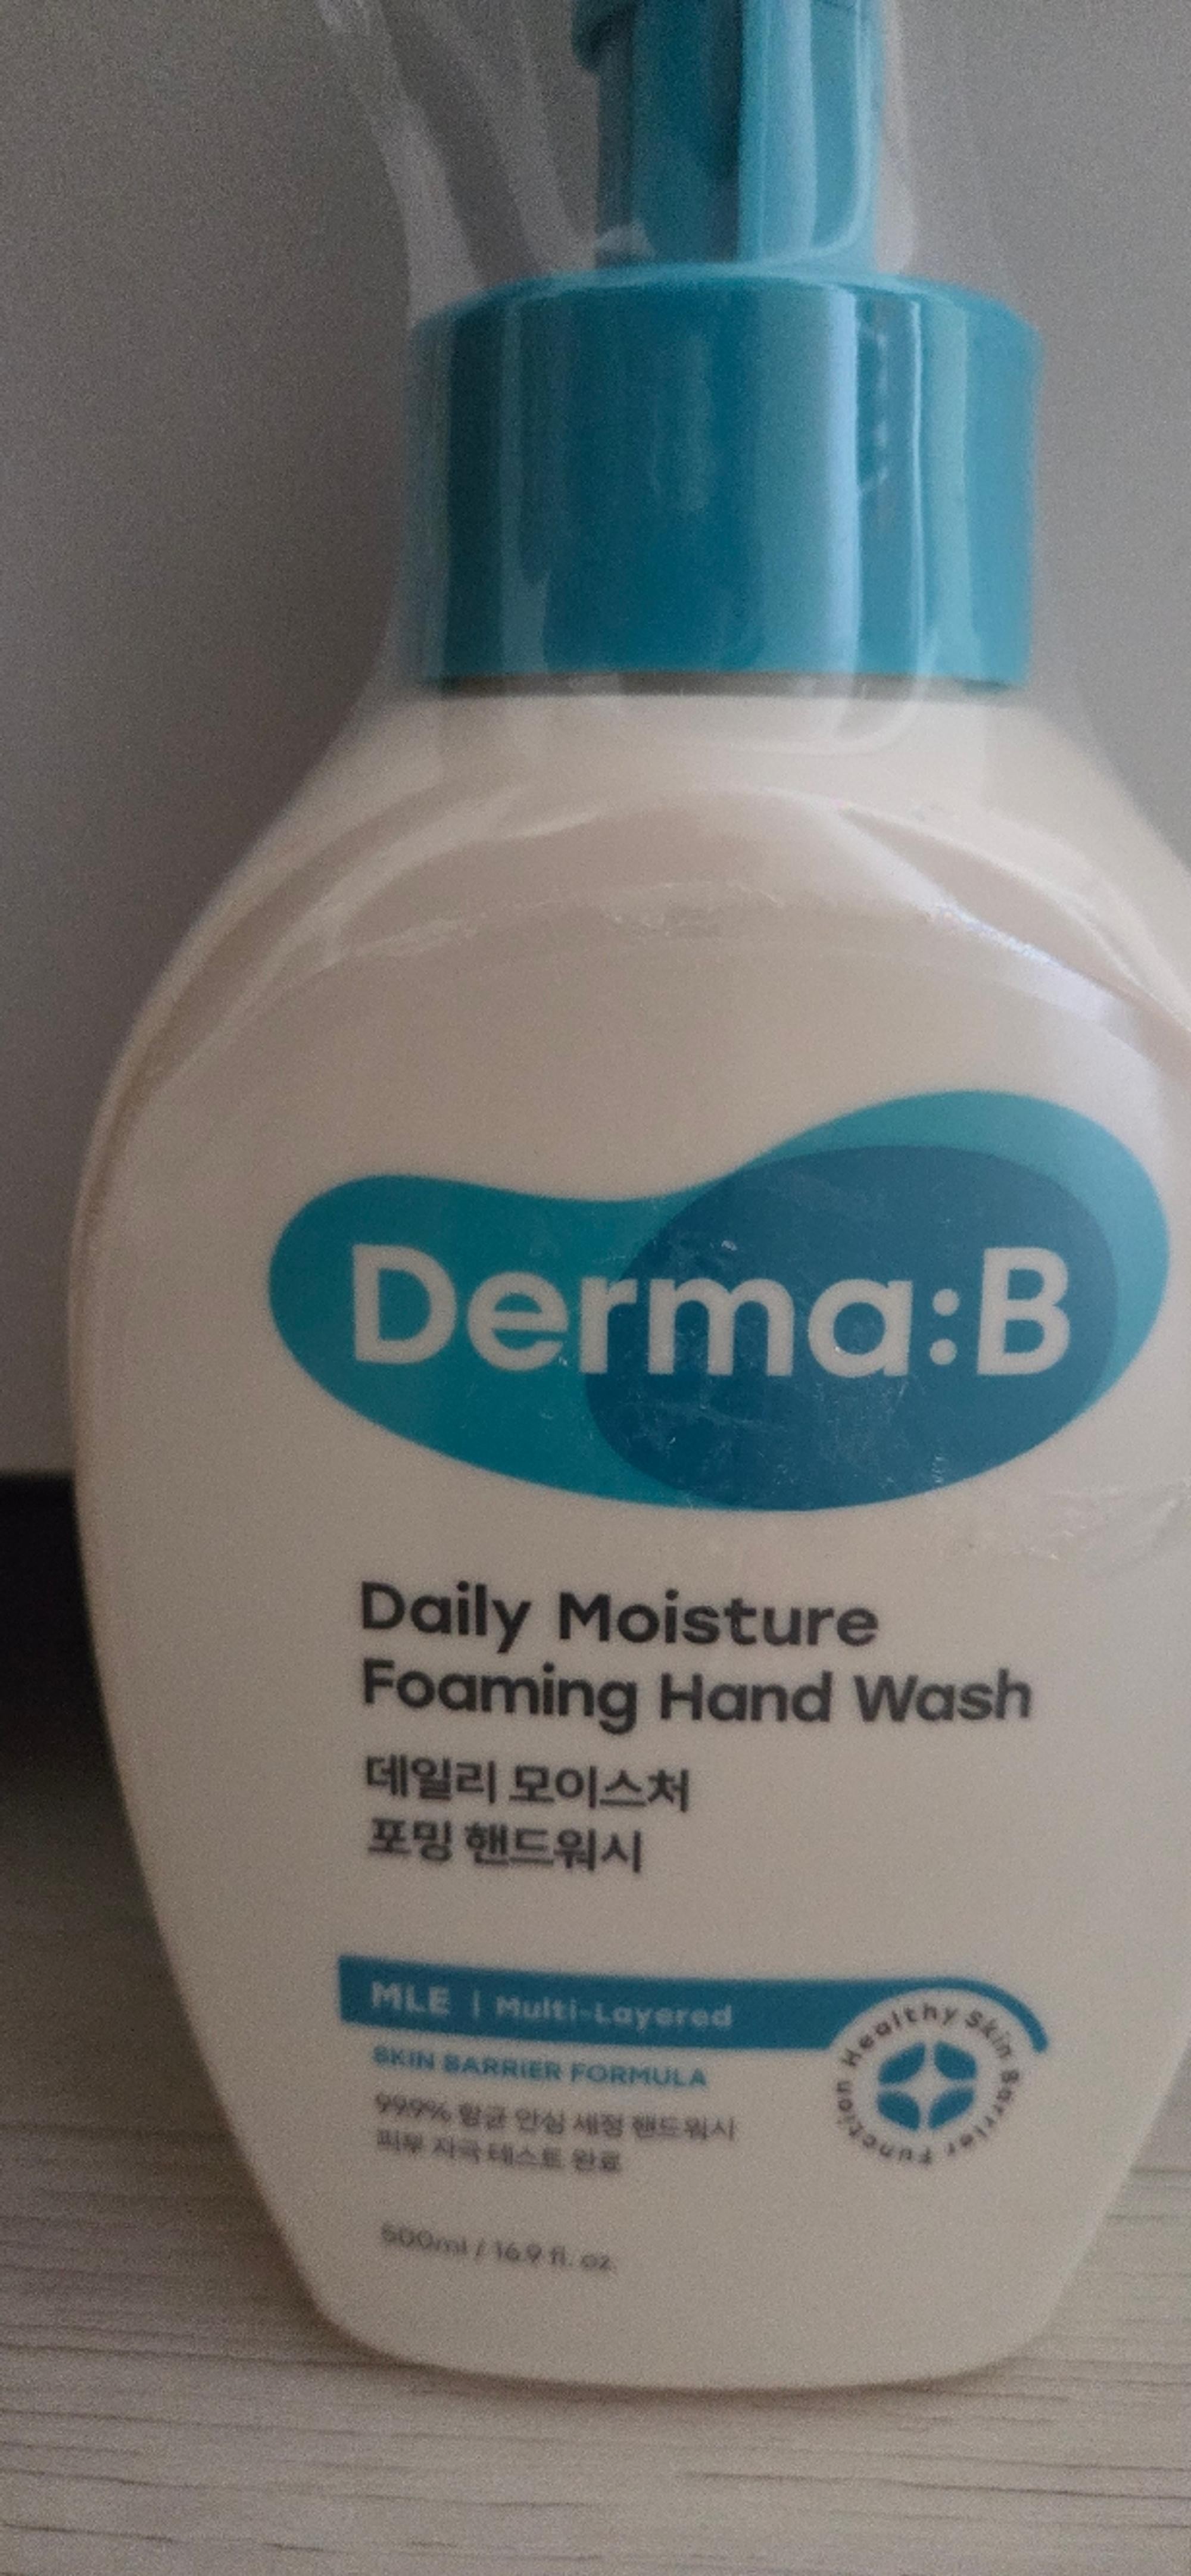 Derma:B
Daily Moisture
Foaming Hand Wash
데일리 모이스처
포밍 핸드워시
MLE | Multi-Layered
SKIN BARRIER FORMULA
99.9% 항균 안심 세정 핸드워시
피부 자극 테스트 완료
Healthy Skin Barrier Function
500ml / 16.9 fl. oz.